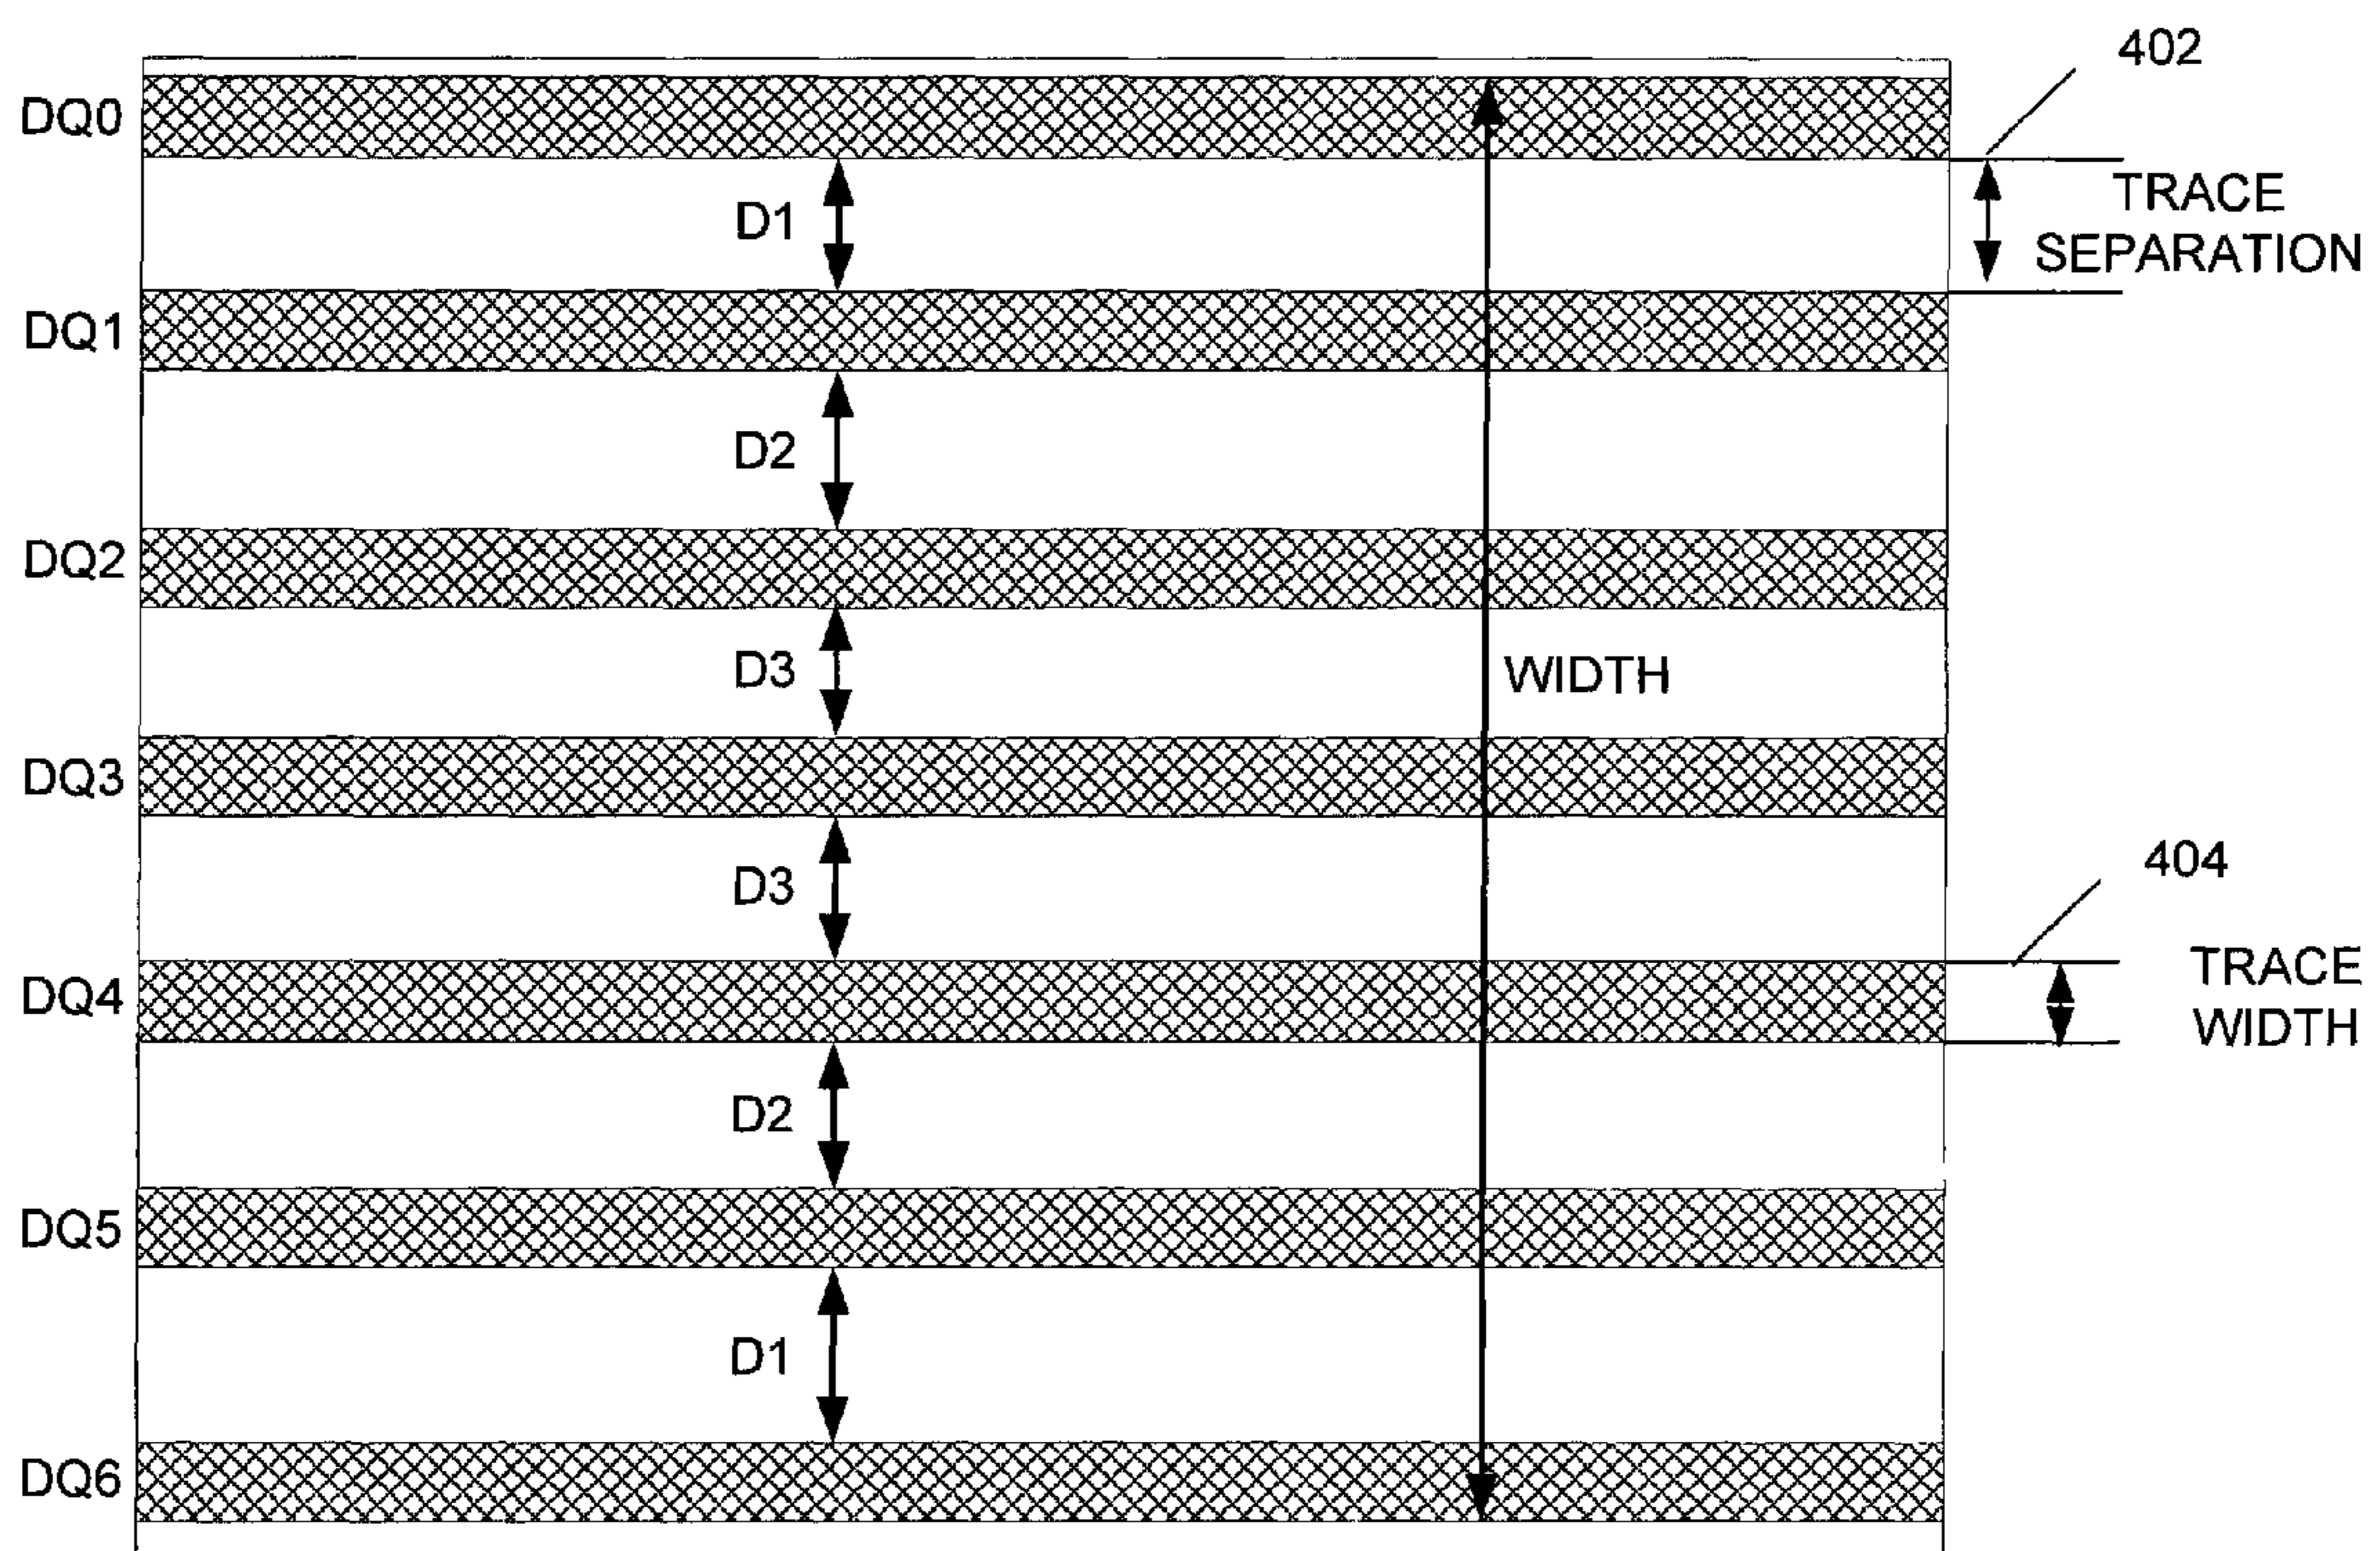 402
DQ0
TRACE
SEPARATION
D1
DQ1
D2
DQ2
D3
WIDTH
DQ3
D3
404
TRACE
WIDTH
DQ4
D2
DQ5
D1
DQ6